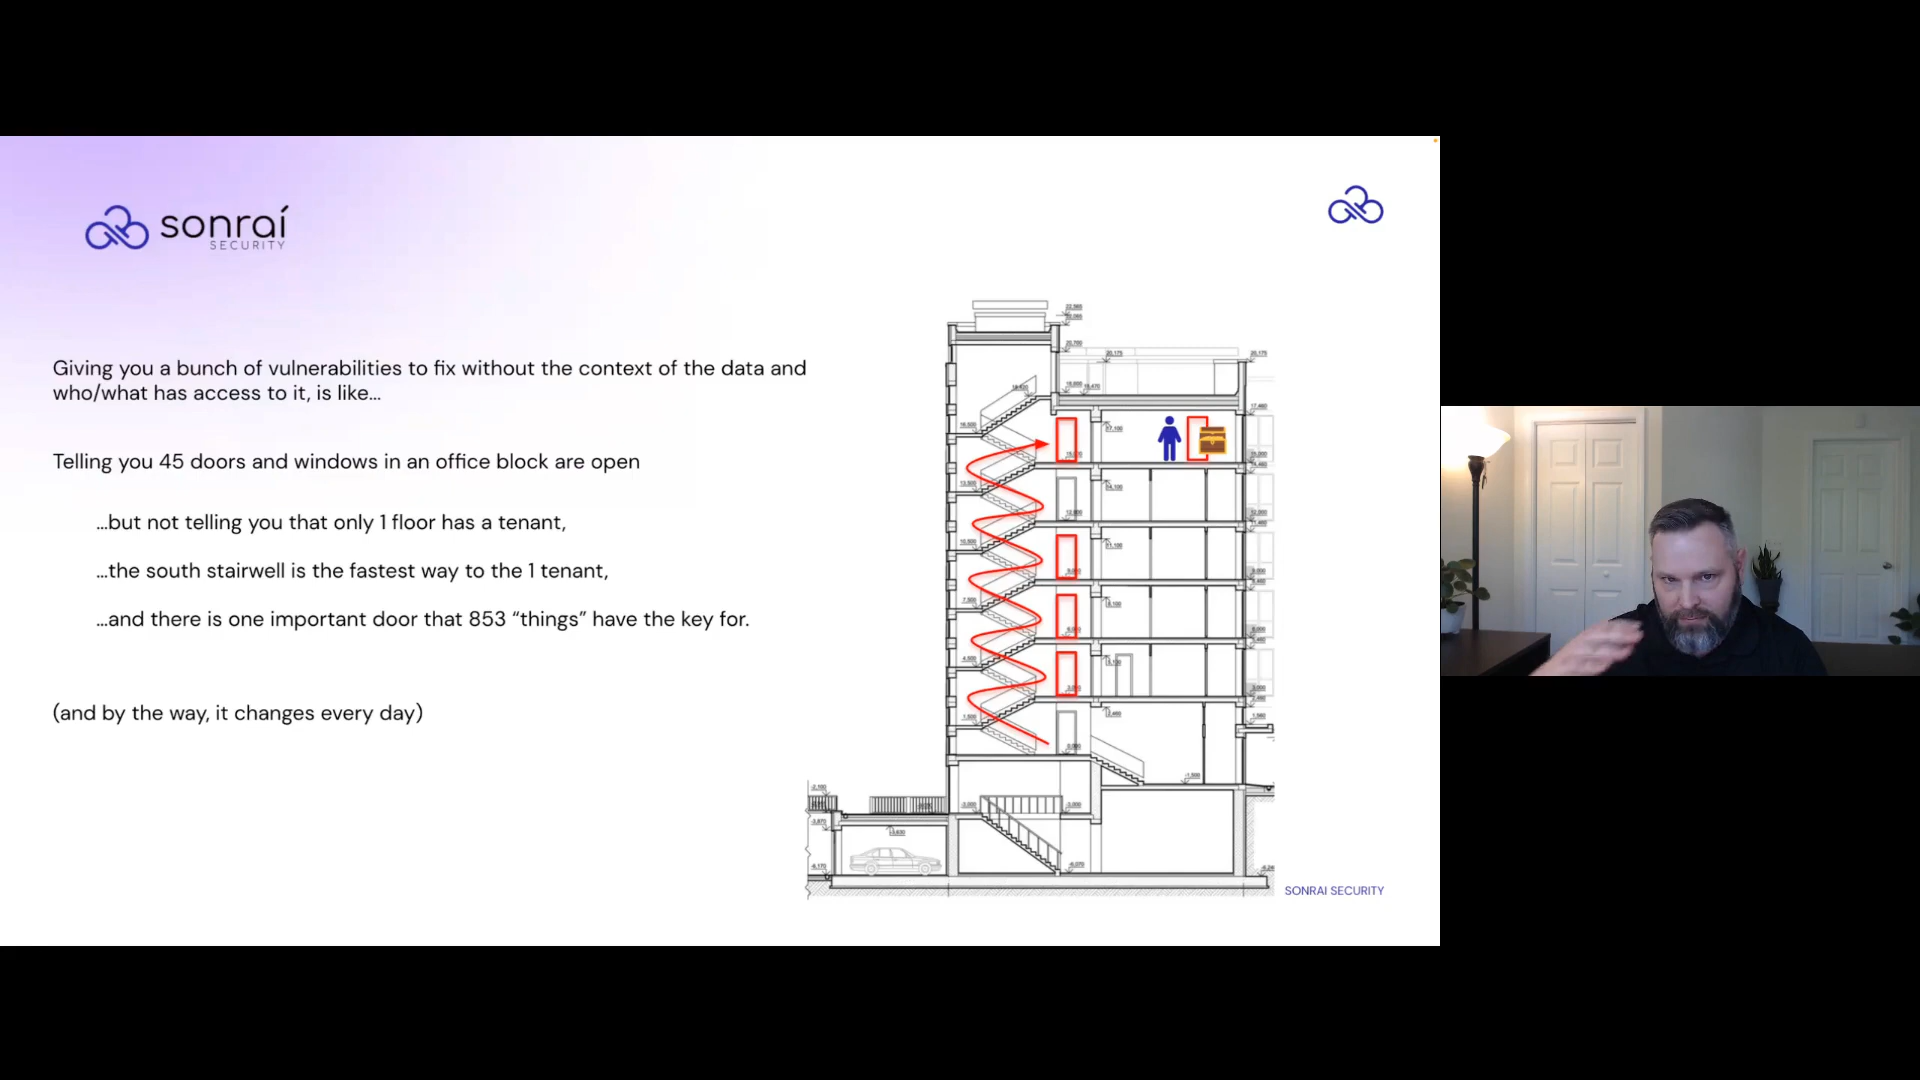 sonraí
SECURITY
Giving you a bunch of vulnerabilities to fix without the context of the data and
who/what has access to it, is like...
Telling you 45 doors and windows in an office block are open
...but not telling you that only 1 floor has a tenant,
...the south stairwell is the fastest way to the 1 tenant,
...and there is one important door that 853 “things” have the key for.
(and by the way, it changes every day)
SONRAI SECURITY